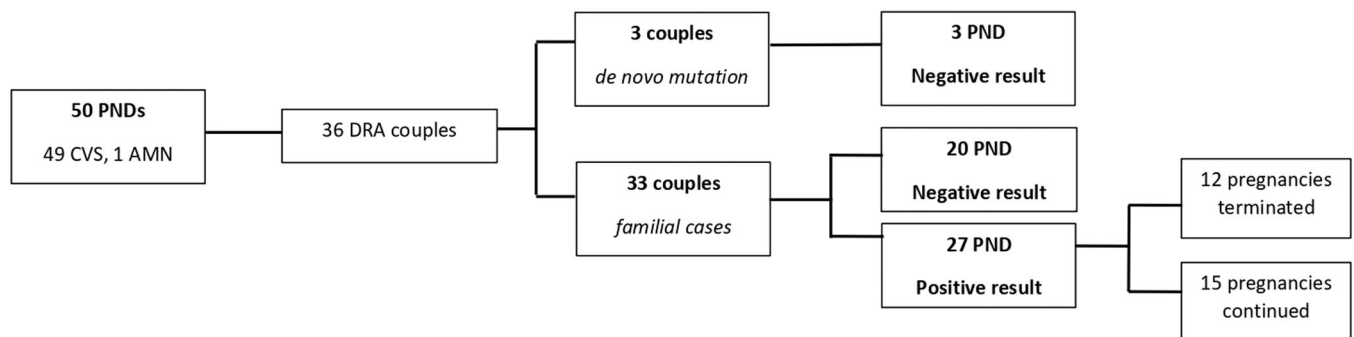 50 PNDs
49 CVS, 1 AMN
36 DRA couples
3 couples
de novo mutation
3 PND
Negative result
33 couples
familial cases
20 PND
Negative result
27 PND
Positive result
12 pregnancies
terminated
15 pregnancies
continued